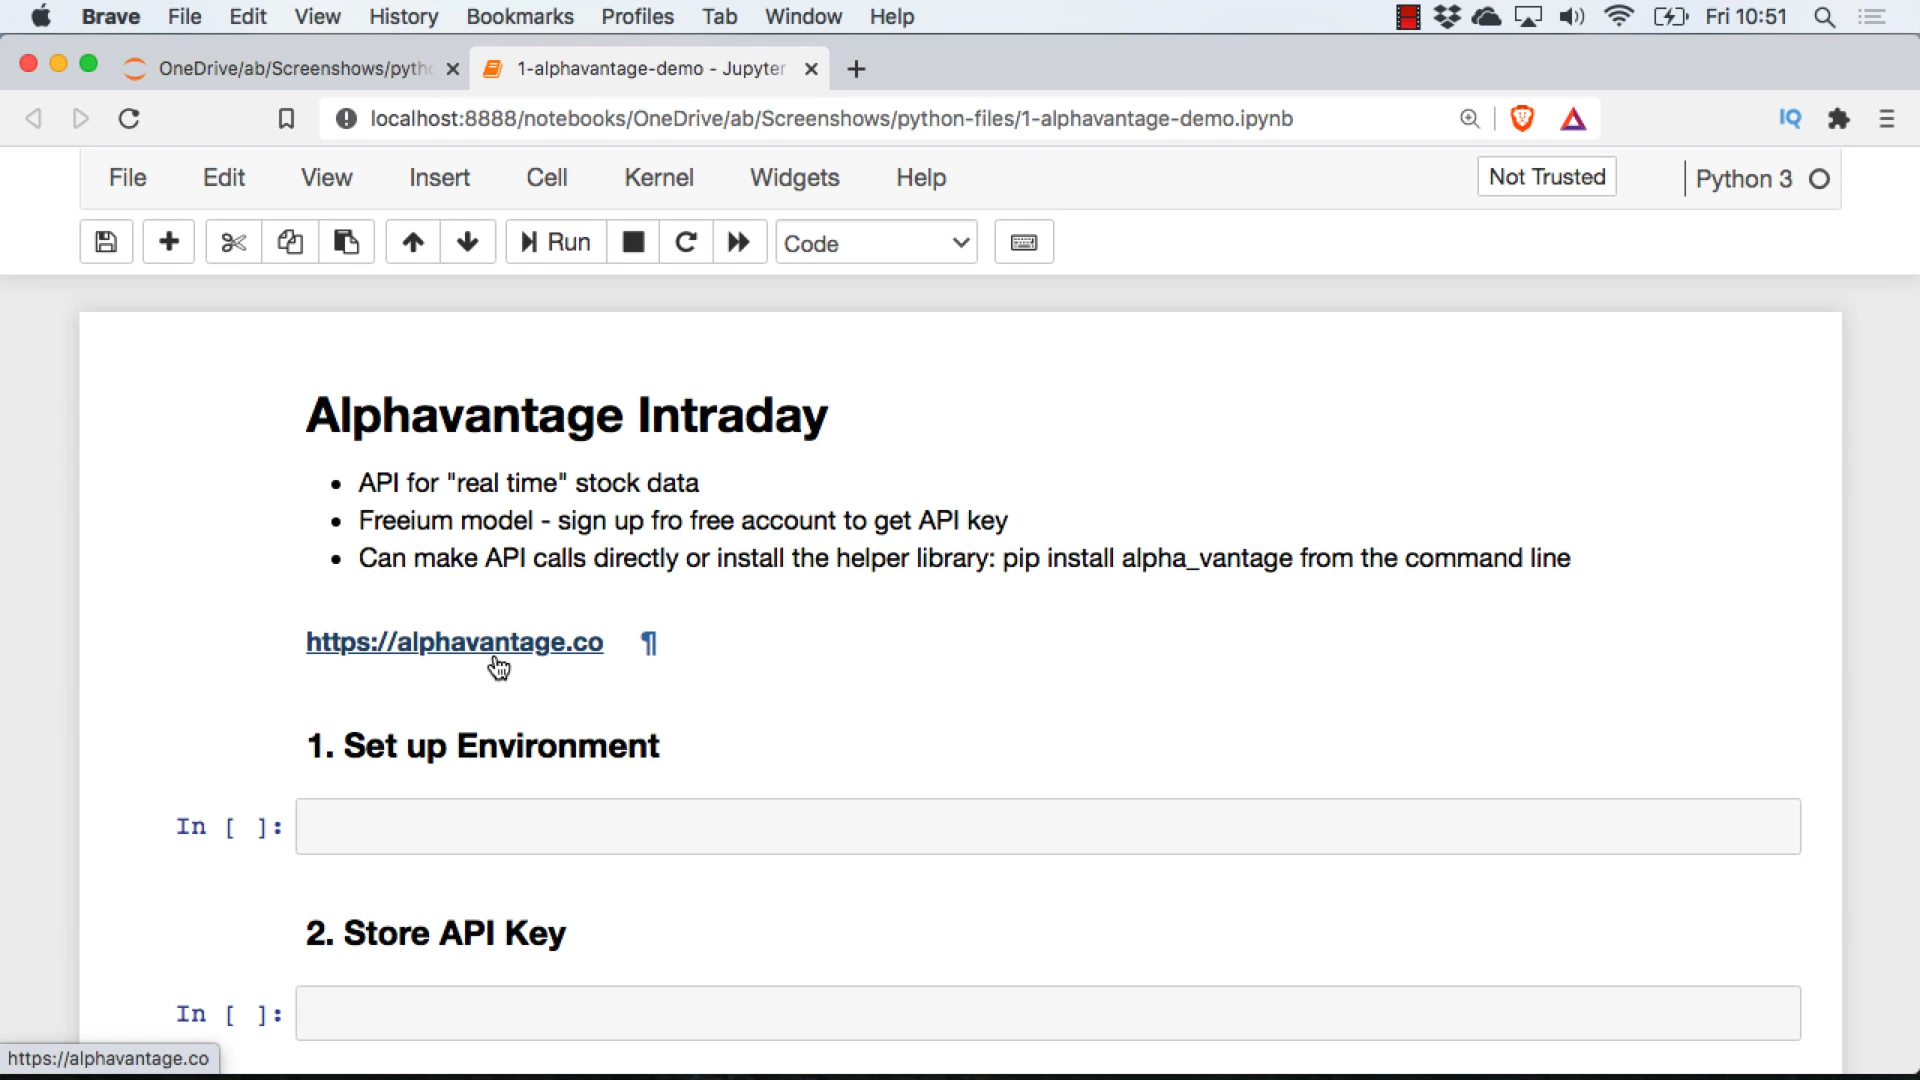 Brave File Edit View History Bookmarks Profiles Tab Window Help Fri 10:51
OneDrive/ab/Screenshows/pyth 1-alphavantage-demo - Jupyter
localhost:8888/notebooks/OneDrive/ab/Screenshows/python-files/1-alphavantage-demo.ipynb IQ
File Edit View Insert Cell Kernel Widgets Help Not Trusted Python 3
Run Code
Alphavantage Intraday
• API for "real time" stock data
• Freeium model - sign up fro free account to get API key
• Can make API calls directly or install the helper library: pip install alpha_vantage from the command line
https://alphavantage.co ¶
1. Set up Environment
In [ ]:
2. Store API Key
In [ ]:
https://alphavantage.co